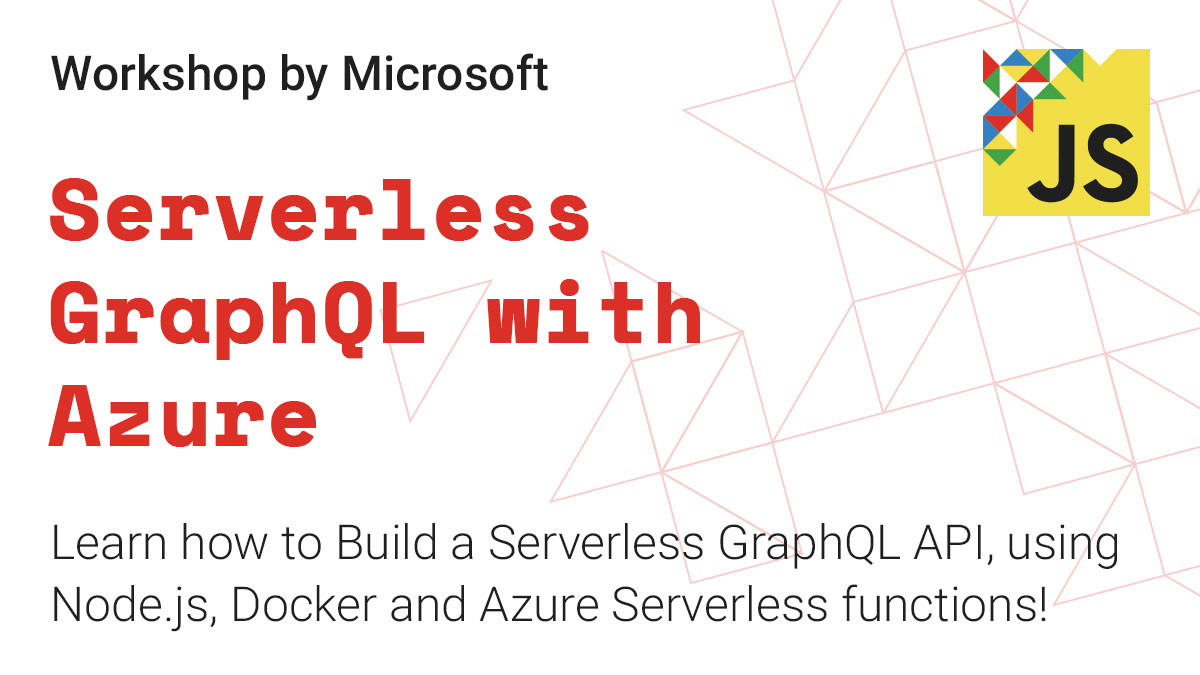 Workshop by Microsoft
JS
Serverless
GraphQL with
Azure
Learn how to Build a Serverless GraphQL API, using
Node.js, Docker and Azure Serverless functions!